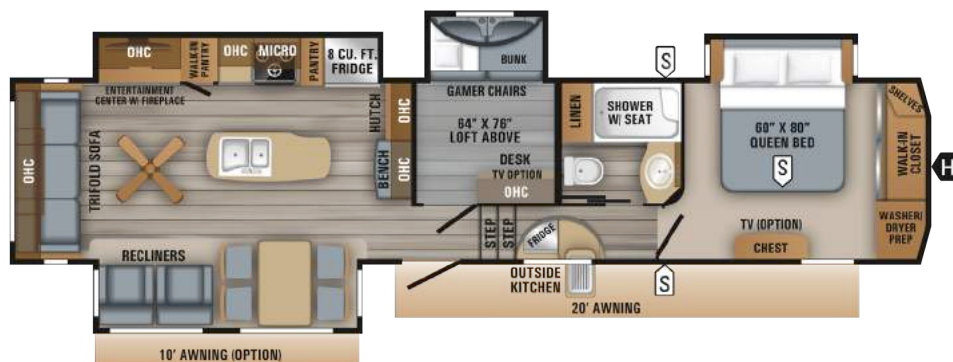 OHC
WALK-IN
PANTRY
OHC
MICRO
PANTRY
8 CU. FT.
FRIDGE
ENTERTAINMENT
CENTER W/ FIREPLACE
BUNK
GAMER CHAIRS
64" X 76"
LOFT ABOVE
DESK
TV OPTION
OHC
HUTCH
OHC
BENCH
OHC
OHC
TRIFOLD SOFA
RECLINERS
LINEN
SHOWER
W/ SEAT
S
60" X 80"
QUEEN BED
S
SHELVES
WALK-IN
CLOSET
H
WASHER/
DRYER
PREP
TV (OPTION)
CHEST
STEP
STEP
FRIDGE
OUTSIDE
KITCHEN
S
20' AWNING
10' AWNING (OPTION)